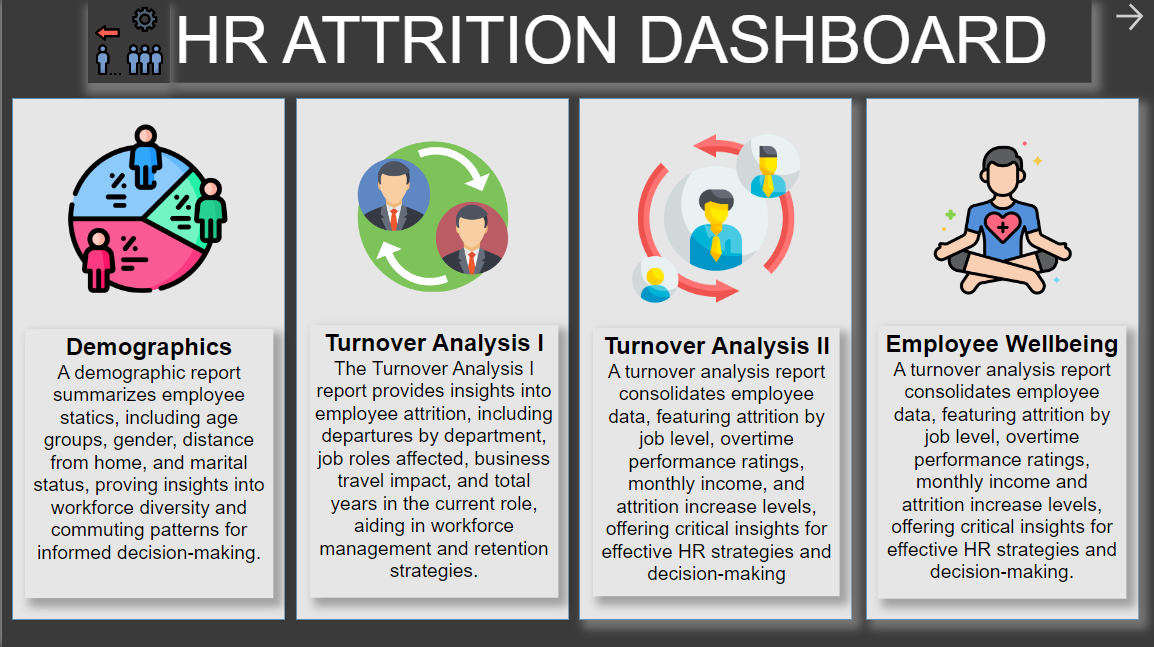 HR ATTRITION DASHBOARD
Demographics
A demographic report
summarizes employee
statics, including age
groups, gender, distance
from home, and marital
status, proving insights into
workforce diversity and
commuting patterns for
informed decision-making.
Turnover Analysis I
The Turnover Analysis I
report provides insights into
employee attrition, including
departures by department,
job roles affected, business
travel impact, and total
years in the current role,
aiding in workforce
management and retention
strategies.
Turnover Analysis II
A turnover analysis report
consolidates employee
data, featuring attrition by
job level, overtime
performance ratings,
monthly income, and
attrition increase levels,
offering critical insights for
effective HR strategies and
decision-making
Employee Wellbeing
A turnover analysis report
consolidates employee
data, featuring attrition by
job level, overtime
performance ratings,
monthly income and
attrition increase levels,
offering critical insights for
effective HR strategies and
decision-making.